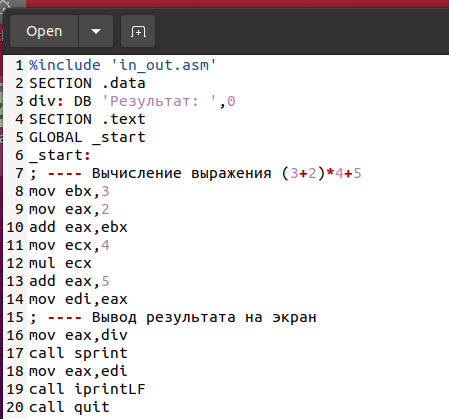 Open
1 %include 'in_out.asm'
2 SECTION .data
3 div: DB 'Результат: ',0
4 SECTION .text
5 GLOBAL _start
6 _start:
7 ; ---- Вычисление выражения (3+2)*4+5
8 mov ebx,3
9 mov eax,2
10 add eax,ebx
11 mov ecx,4
12 mul ecx
13 add eax,5
14 mov edi,eax
15 ; ---- Вывод результата на экран
16 mov eax,div
17 call sprint
18 mov eax,edi
19 call iprintLF
20 call quit